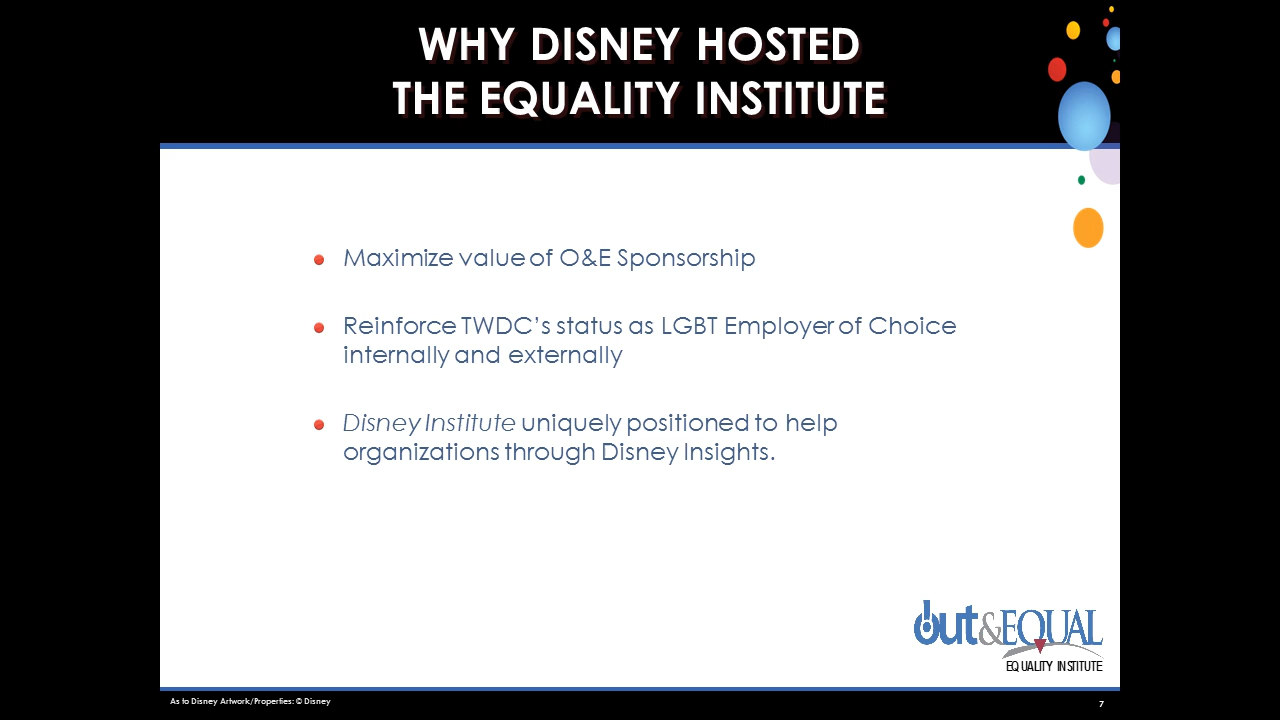 WHY DISNEY HOSTED
THE EQUALITY INSTITUTE
Maximize value of O&E Sponsorship
Reinforce TWDC’s status as LGBT Employer of Choice
internally and externally
Disney Institute uniquely positioned to help
organizations through Disney Insights.
Out&EQUAL
EQUALITY INSTITUTE
As to Disney Artwork/Properties: © Disney
7